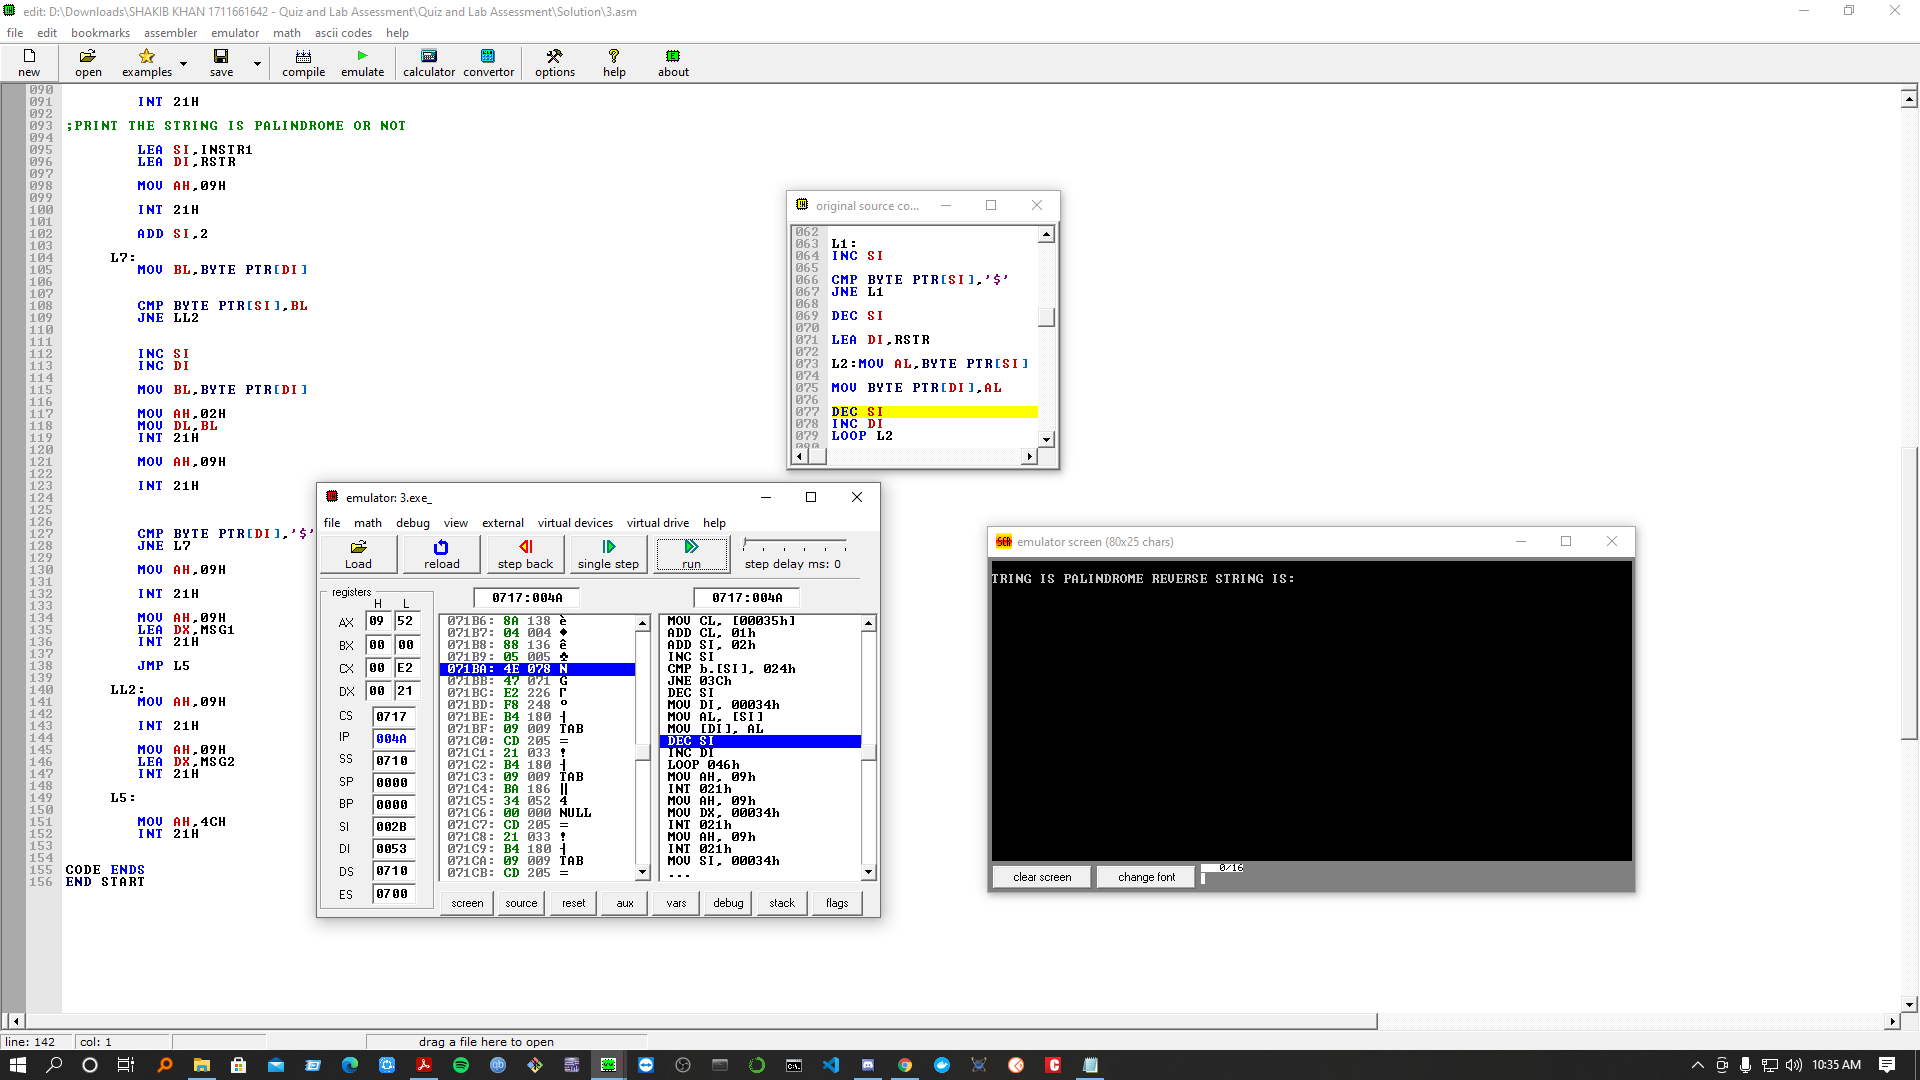 edit: D:\Downloads\SHAKIB KHAN 1711661642 - Quiz and Lab Assessment\Quiz and Lab Assessment\Solution\3.asm
file edit bookmarks assembler emulator math ascii codes help
new open examples save compile emulate calculator convertor options help about
090
091 INT 21H
092
093 ;PRINT THE STRING IS PALINDROME OR NOT
094
095 LEA SI,INSTR1
096 LEA DI,RSTR
097
098 MOV AH,09H
099
100 INT 21H
101
102 ADD SI,2
103
104 L7:
105 MOV BL,BYTE PTR[DI]
106
107
108 CMP BYTE PTR[SI],BL
109 JNE LL2
110
111
112 INC SI
113 INC DI
114
115 MOV BL,BYTE PTR[DI]
116
117 MOV AH,02H
118 MOV DL,BL
119 INT 21H
120
121 MOV AH,09H
122
123 INT 21H
124
125
126
127 CMP BYTE PTR[DI],'$'
128 JNE L7
129
130 MOV AH,09H
131
132 INT 21H
133
134 MOV AH,09H
135 LEA DX,MSG1
136 INT 21H
137
138 JMP L5
139
140 LL2:
141 MOV AH,09H
142
143 INT 21H
144
145 MOV AH,09H
146 LEA DX,MSG2
147 INT 21H
148
149 L5:
150
151 MOV AH,4CH
152 INT 21H
153
154
155 CODE ENDS
156 END START
original source co...
062
063 L1:
064 INC SI
065
066 CMP BYTE PTR[SI],'$'
067 JNE L1
068
069 DEC SI
070
071 LEA DI,RSTR
072
073 L2:MOV AL,BYTE PTR[SI]
074
075 MOV BYTE PTR[DI],AL
076
077 DEC SI
078 INC DI
079 LOOP L2
080
emulator: 3.exe_
file math debug view external virtual devices virtual drive help
Load reload step back single step run step delay ms: 0
registers
H L
AX 09 52
BX 00 00
CX 00 E2
DX 00 21
CS 0717
IP 004A
SS 0710
SP 0000
BP 0000
SI 002B
DI 0053
DS 0710
ES 0700
0717:004A
071B6: 8A 138 è
071B7: 04 004 ♦
071B8: 88 136 ê
071B9: 05 005 ♣
071BA: 4E 078 N
071BB: 47 071 G
071BC: E2 226 Γ
071BD: F8 248 °
071BE: B4 180 ┤
071BF: 09 009 TAB
071C0: CD 205 =
071C1: 21 033 !
071C2: B4 180 ┤
071C3: 09 009 TAB
071C4: BA 186 ║
071C5: 34 052 4
071C6: 00 000 NULL
071C7: CD 205 =
071C8: 21 033 !
071C9: B4 180 ┤
071CA: 09 009 TAB
071CB: CD 205 =
0717:004A
MOV CL, [00035h]
ADD CL, 01h
ADD SI, 02h
INC SI
CMP b.[SI], 024h
JNE 03Ch
DEC SI
MOV DI, 00034h
MOV AL, [SI]
MOV [DI], AL
DEC SI
INC DI
LOOP 046h
MOV AH, 09h
INT 021h
MOV AH, 09h
MOV DX, 00034h
INT 021h
MOV AH, 09h
INT 021h
MOV SI, 00034h
...
screen source reset aux vars debug stack flags
emulator screen (80x25 chars)
TRING IS PALINDROME REVERSE STRING IS:
clear screen change font 0/16
line: 142 col: 1 drag a file here to open
10:35 AM